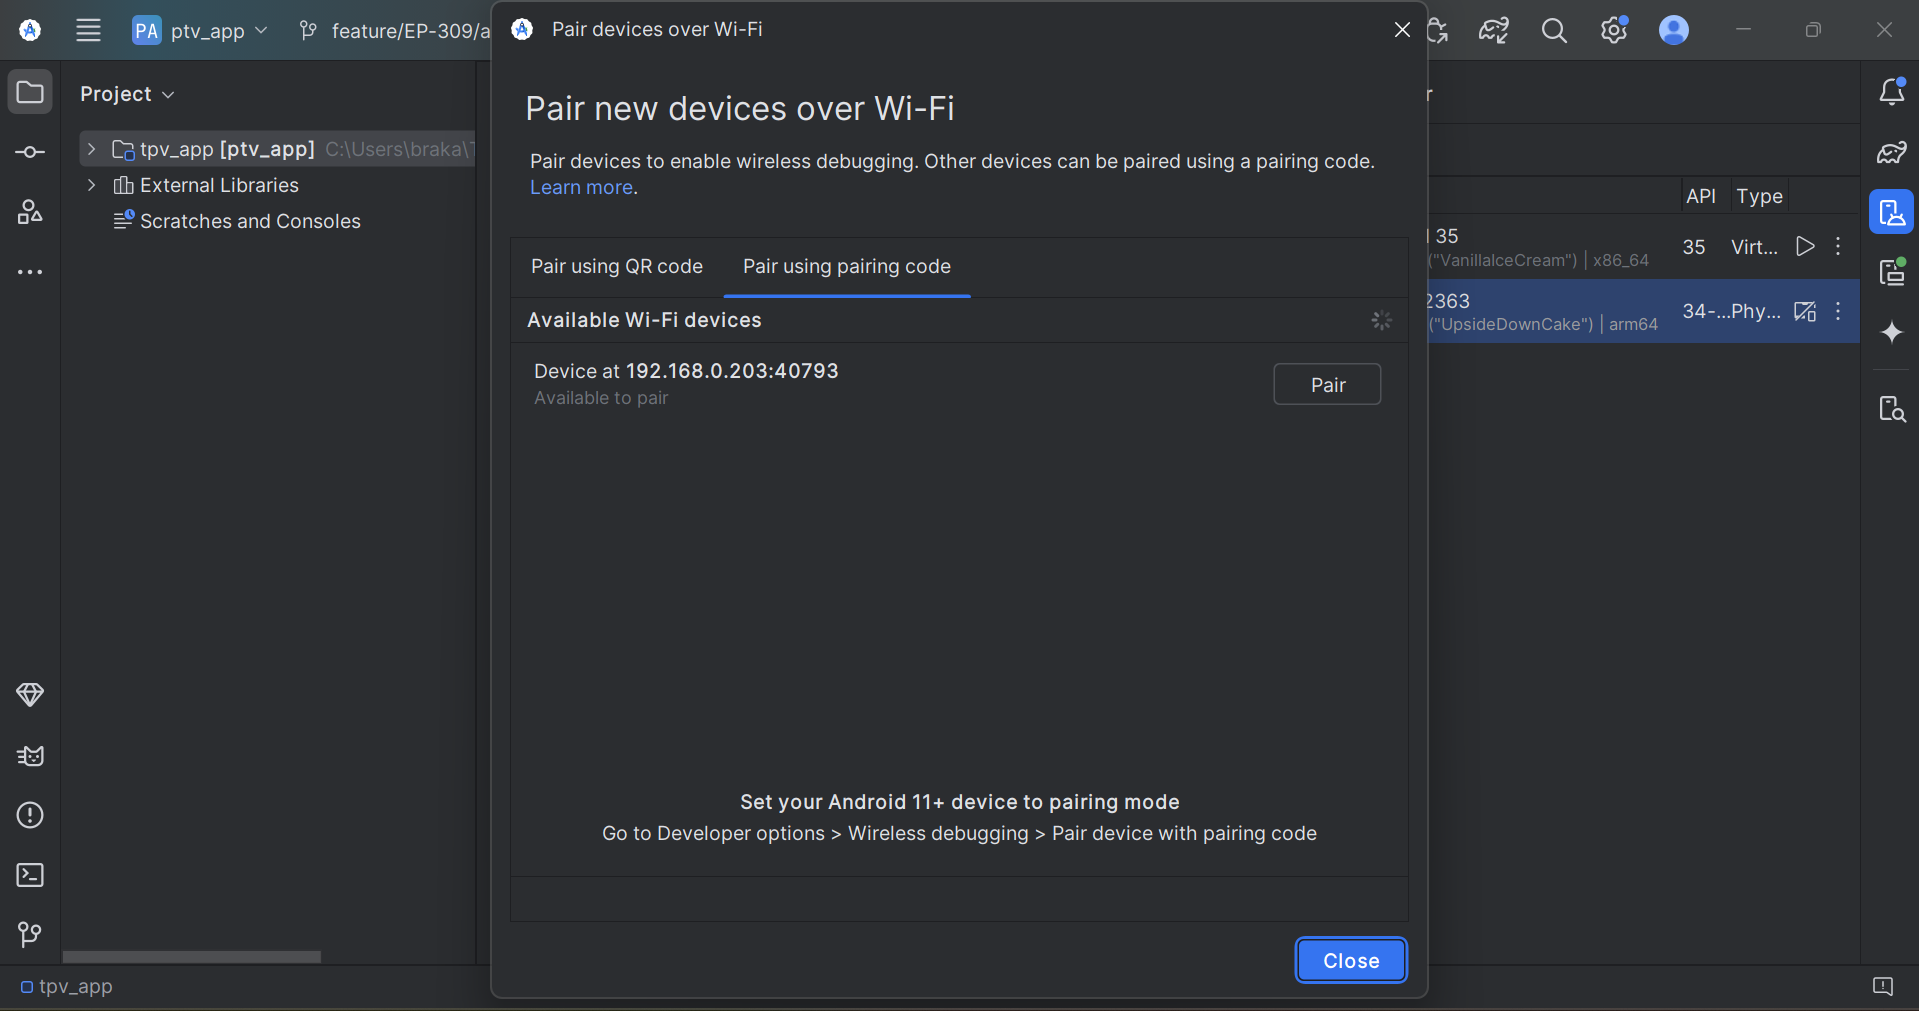 PA ptv_app
feature/EP-309/a
Pair devices over Wi-Fi
Project
tpv_app [ptv_app] C:\Users\braka\
External Libraries
Scratches and Consoles
Pair new devices over Wi-Fi
Pair devices to enable wireless debugging. Other devices can be paired using a pairing code.
Learn more.
Pair using QR code
Pair using pairing code
Available Wi-Fi devices
Device at 192.168.0.203:40793
Available to pair
Pair
Set your Android 11+ device to pairing mode
Go to Developer options > Wireless debugging > Pair device with pairing code
Close
r
API Type
35
("VanillaIceCream") | x86_64
35 Virt...
2363
("UpsideDownCake") | arm64
34-... Phy...
tpv_app